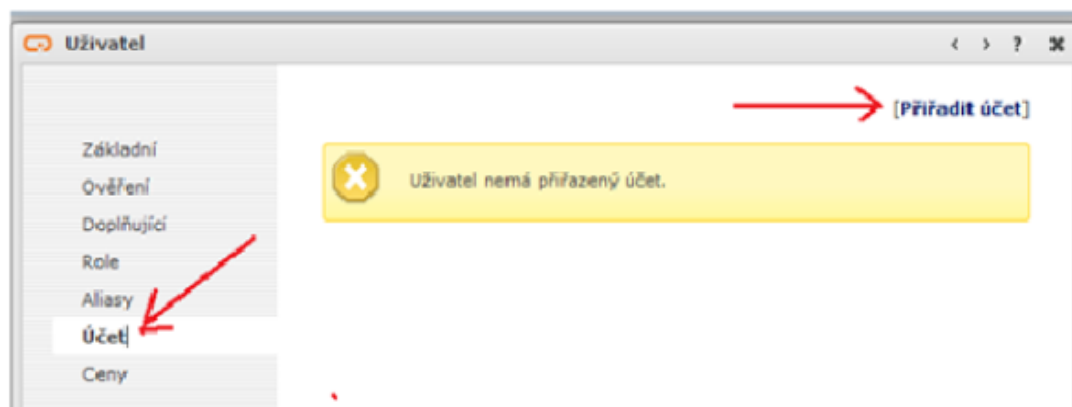 Uživatel
[Přiřadit účet]
Základní
Ověření
Doplňující
Role
Aliasy
Účet
Ceny
Uživatel nemá přiřazený účet.